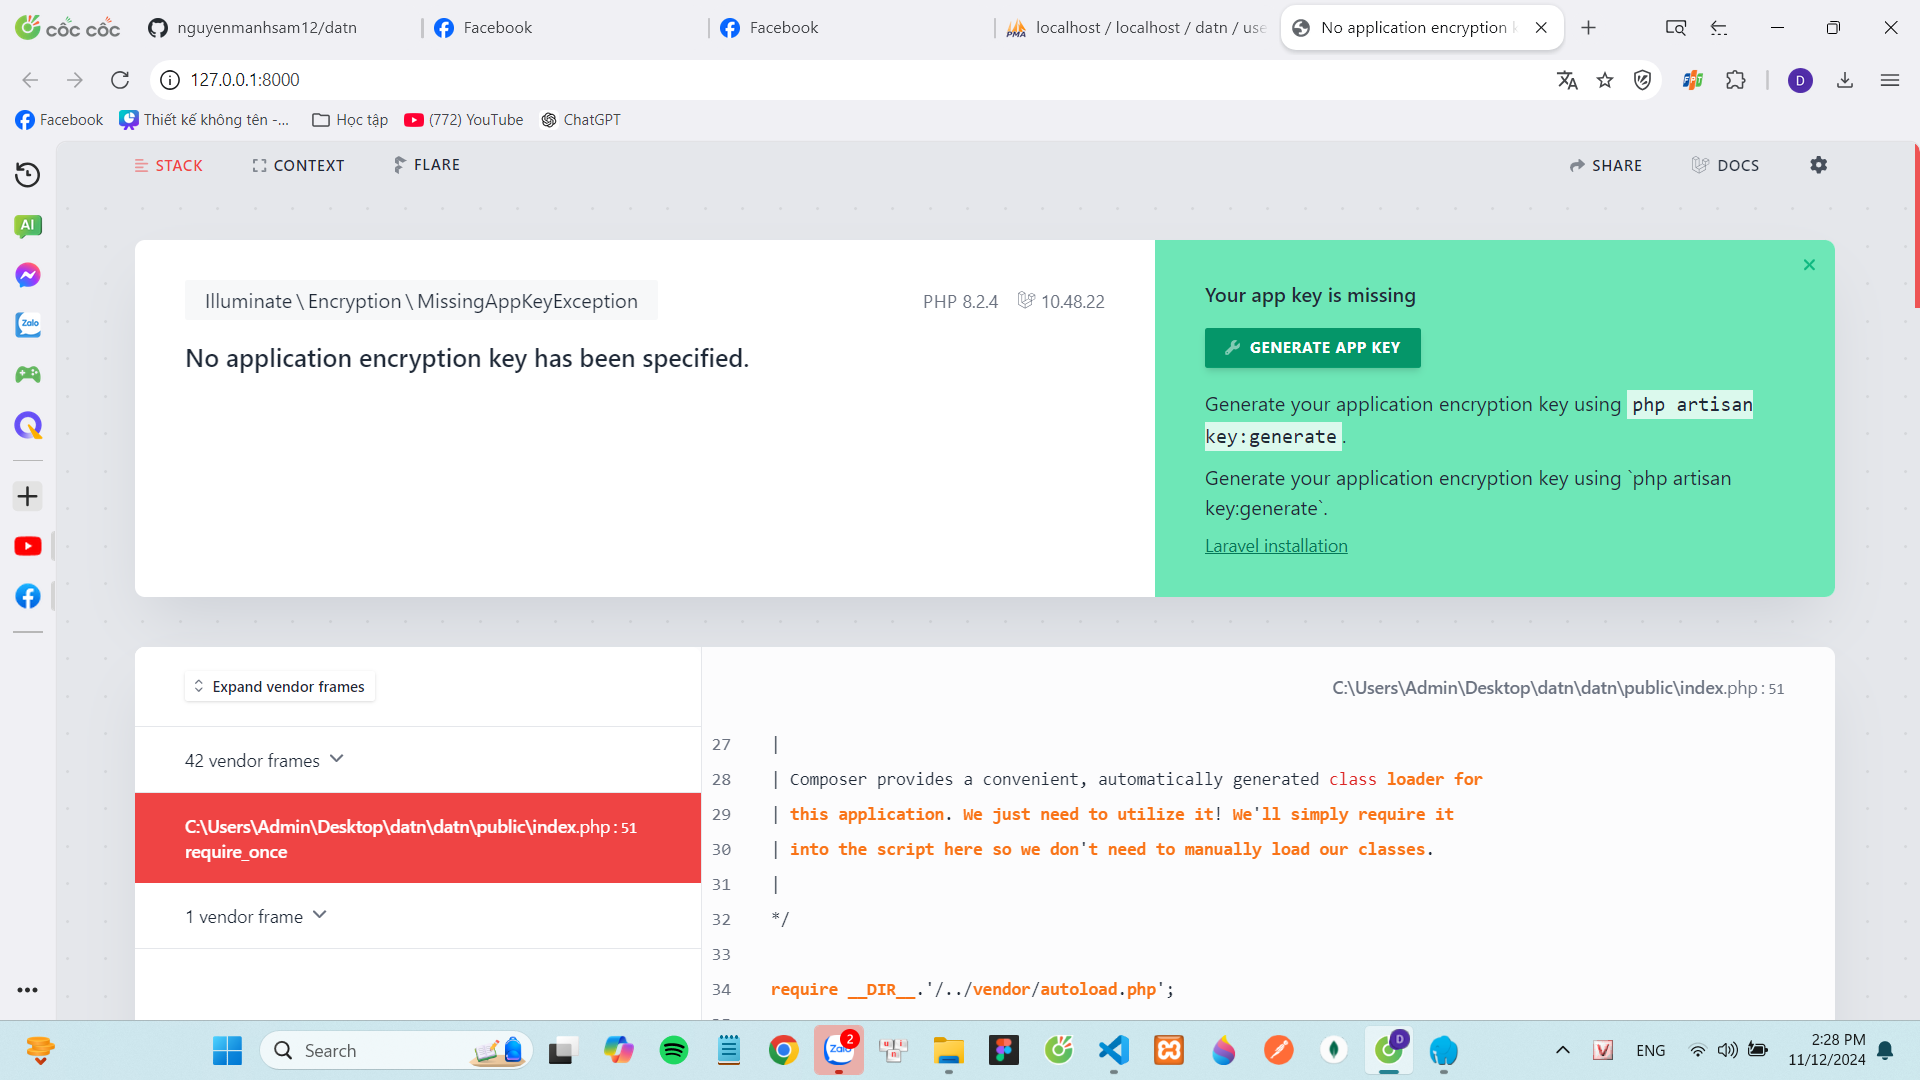 cốc cốc
nguyenmanhsam12/datn
Facebook
Facebook
PMA
localhost / localhost / datn / use
No application encryption k
127.0.0.1:8000
FPT
D
Facebook
Thiết kế không tên -...
Học tập
(772) YouTube
ChatGPT
STACK
CONTEXT
FLARE
SHARE
DOCS
AI
Zalo
Illuminate \ Encryption \ MissingAppKeyException
PHP 8.2.4
10.48.22
No application encryption key has been specified.
Your app key is missing
GENERATE APP KEY
Generate your application encryption key using php artisan
key:generate .
Generate your application encryption key using `php artisan
key:generate`.
Laravel installation
Expand vendor frames
42 vendor frames
C:\Users\Admin\Desktop\datn\datn\public\index.php : 51
require_once
1 vendor frame
C:\Users\Admin\Desktop\datn\datn\public\index.php : 51
27 |
28 | Composer provides a convenient, automatically generated class loader for
29 | this application. We just need to utilize it! We'll simply require it
30 | into the script here so we don't need to manually load our classes.
31 |
32 */
33
34 require __DIR__.'/../vendor/autoload.php';
Search
Zalo
2
D
V
ENG
2:28 PM
11/12/2024